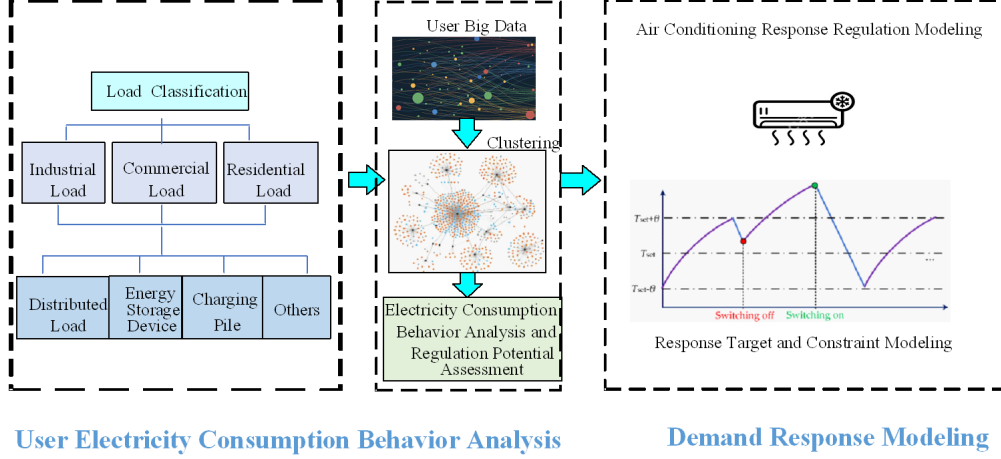 Load Classification
Industrial
Load
Commercial
Load
Residential
Load
Distributed
Load
Energy
Storage
Device
Charging
Pile
Others
User Big Data
Clustering
Electricity Consumption
Behavior Analysis and
Regulation Potential
Assessment
Air Conditioning Response Regulation Modeling
Tset+θ
Tset
Tset-θ
...
Switching off
Switching on
Response Target and Constraint Modeling
User Electricity Consumption Behavior Analysis
Demand Response Modeling